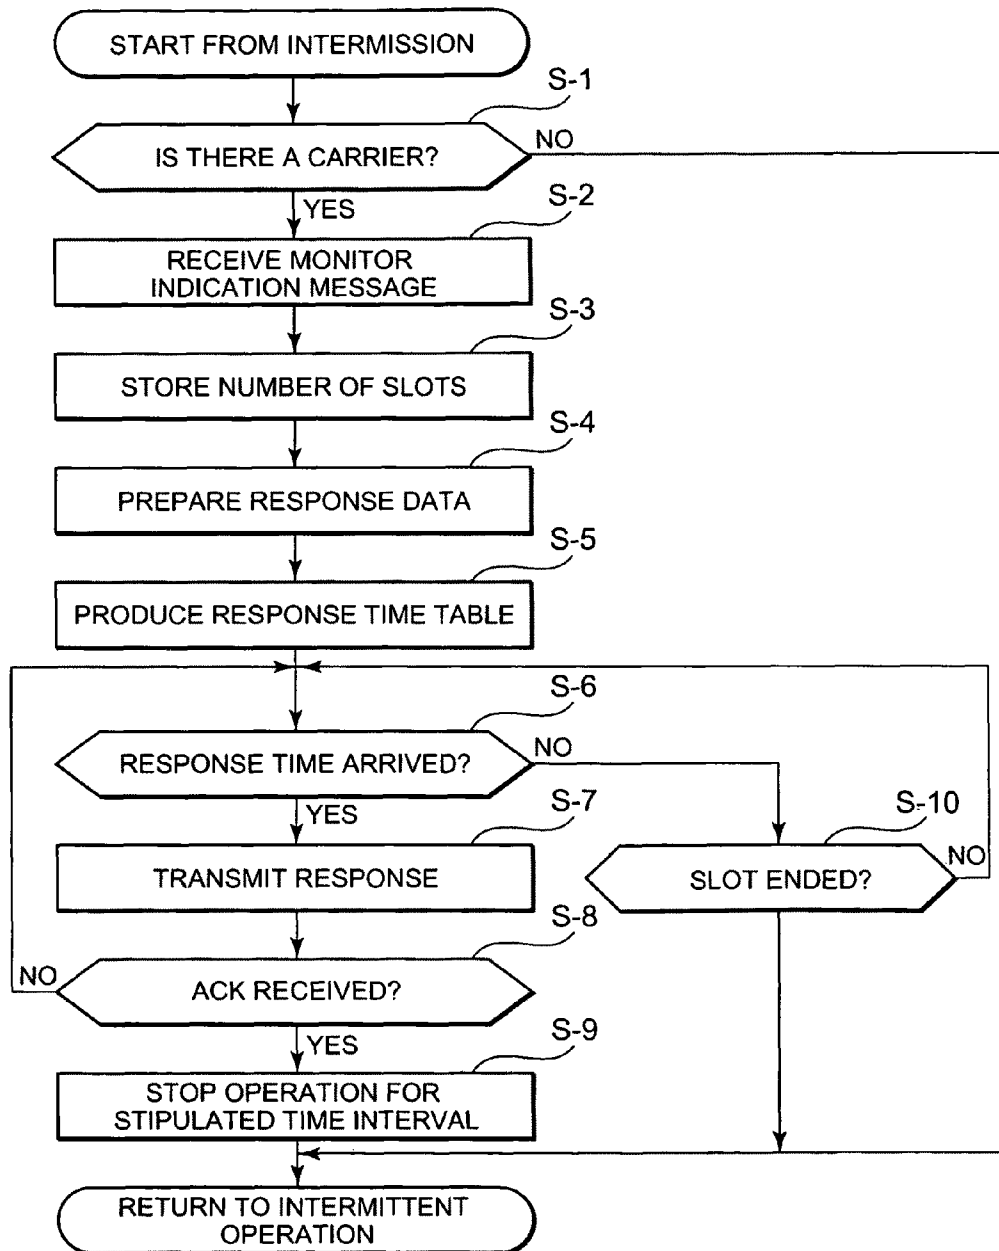 START FROM INTERMISSION
S-1
IS THERE A CARRIER?
NO
YES
S-2
RECEIVE MONITOR
INDICATION MESSAGE
S-3
STORE NUMBER OF SLOTS
S-4
PREPARE RESPONSE DATA
S-5
PRODUCE RESPONSE TIME TABLE
S-6
RESPONSE TIME ARRIVED?
NO
YES
S-7
TRANSMIT RESPONSE
S-10
SLOT ENDED?
NO
S-8
ACK RECEIVED?
NO
YES
S-9
STOP OPERATION FOR
STIPULATED TIME INTERVAL
RETURN TO INTERMITTENT
OPERATION